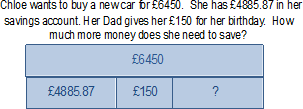 Chloe wants to buy a new car for £6450.  She has £4885.87 in her
savings account. Her Dad gives her £150 for her birthday.  How
much more money does she need to save?
£6450
£4885.87 £150 ?